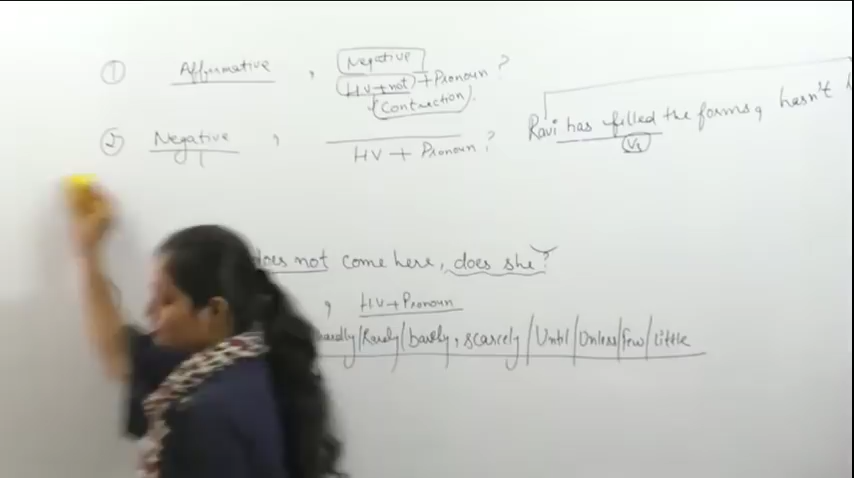 ① Affirmative , Negative
HV + not + Pronoun ?
(Contraction).
② Negative , HV + Pronoun ?
Ravi has filled the forms, hasn't
V3
does not come here, does she ?
, HV + Pronoun
hardly / Rarely / barely, scarcely / Until / Unless / few / little